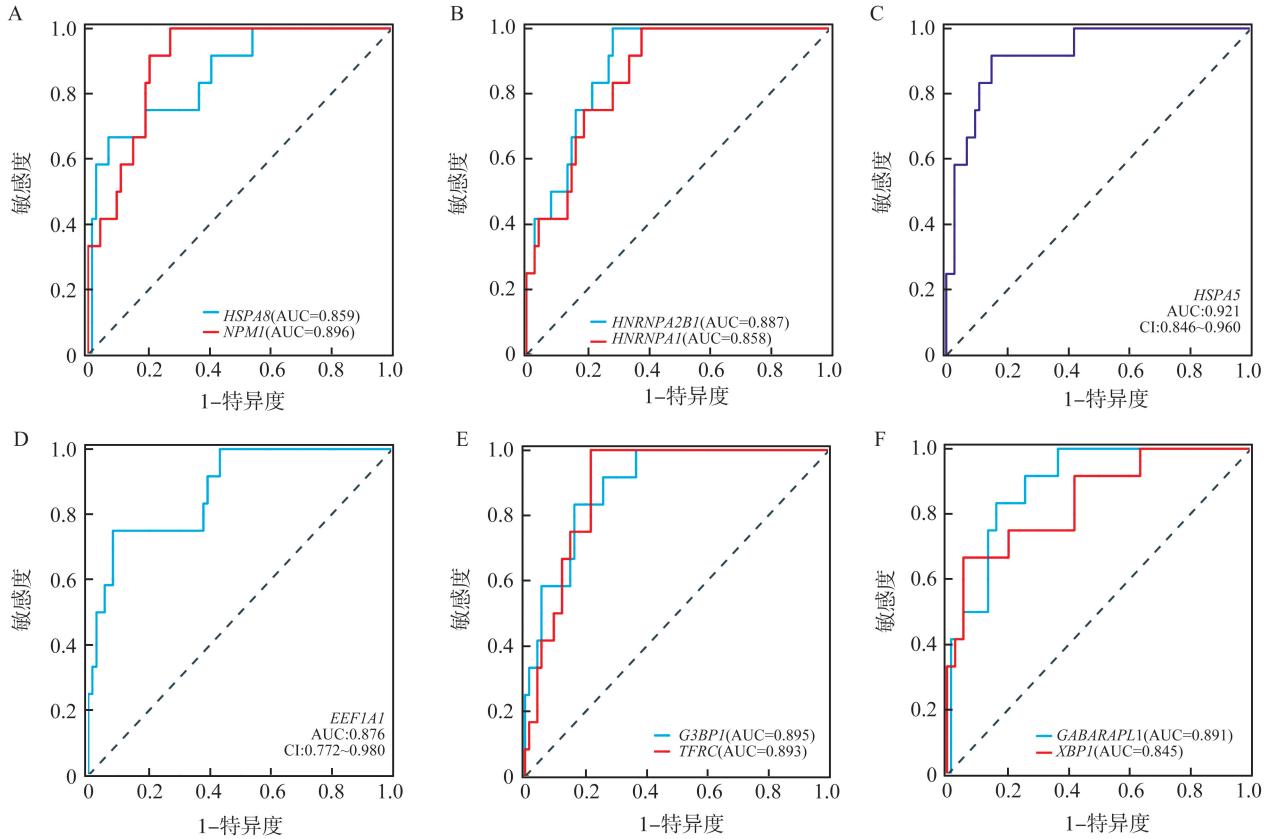 A
1.0
0.8
0.6
0.4
0.2
0
敏感度
HSPA8(AUC=0.859)
NPM1(AUC=0.896)
0 0.2 0.4 0.6 0.8 1.0
1-特异度
B
1.0
0.8
0.6
0.4
0.2
0
敏感度
HNRNPA2B1(AUC=0.887)
HNRNPA1(AUC=0.858)
0 0.2 0.4 0.6 0.8 1.0
1-特异度
C
1.0
0.8
0.6
0.4
0.2
0
敏感度
HSPA5
AUC:0.921
CI:0.846~0.960
0 0.2 0.4 0.6 0.8 1.0
1-特异度
D
1.0
0.8
0.6
0.4
0.2
0
敏感度
EEF1A1
AUC:0.876
CI:0.772~0.980
0 0.2 0.4 0.6 0.8 1.0
1-特异度
E
1.0
0.8
0.6
0.4
0.2
0
敏感度
G3BP1(AUC=0.895)
TFRC(AUC=0.893)
0 0.2 0.4 0.6 0.8 1.0
1-特异度
F
1.0
0.8
0.6
0.4
0.2
0
敏感度
GABARAPL1(AUC=0.891)
XBP1(AUC=0.845)
0 0.2 0.4 0.6 0.8 1.0
1-特异度